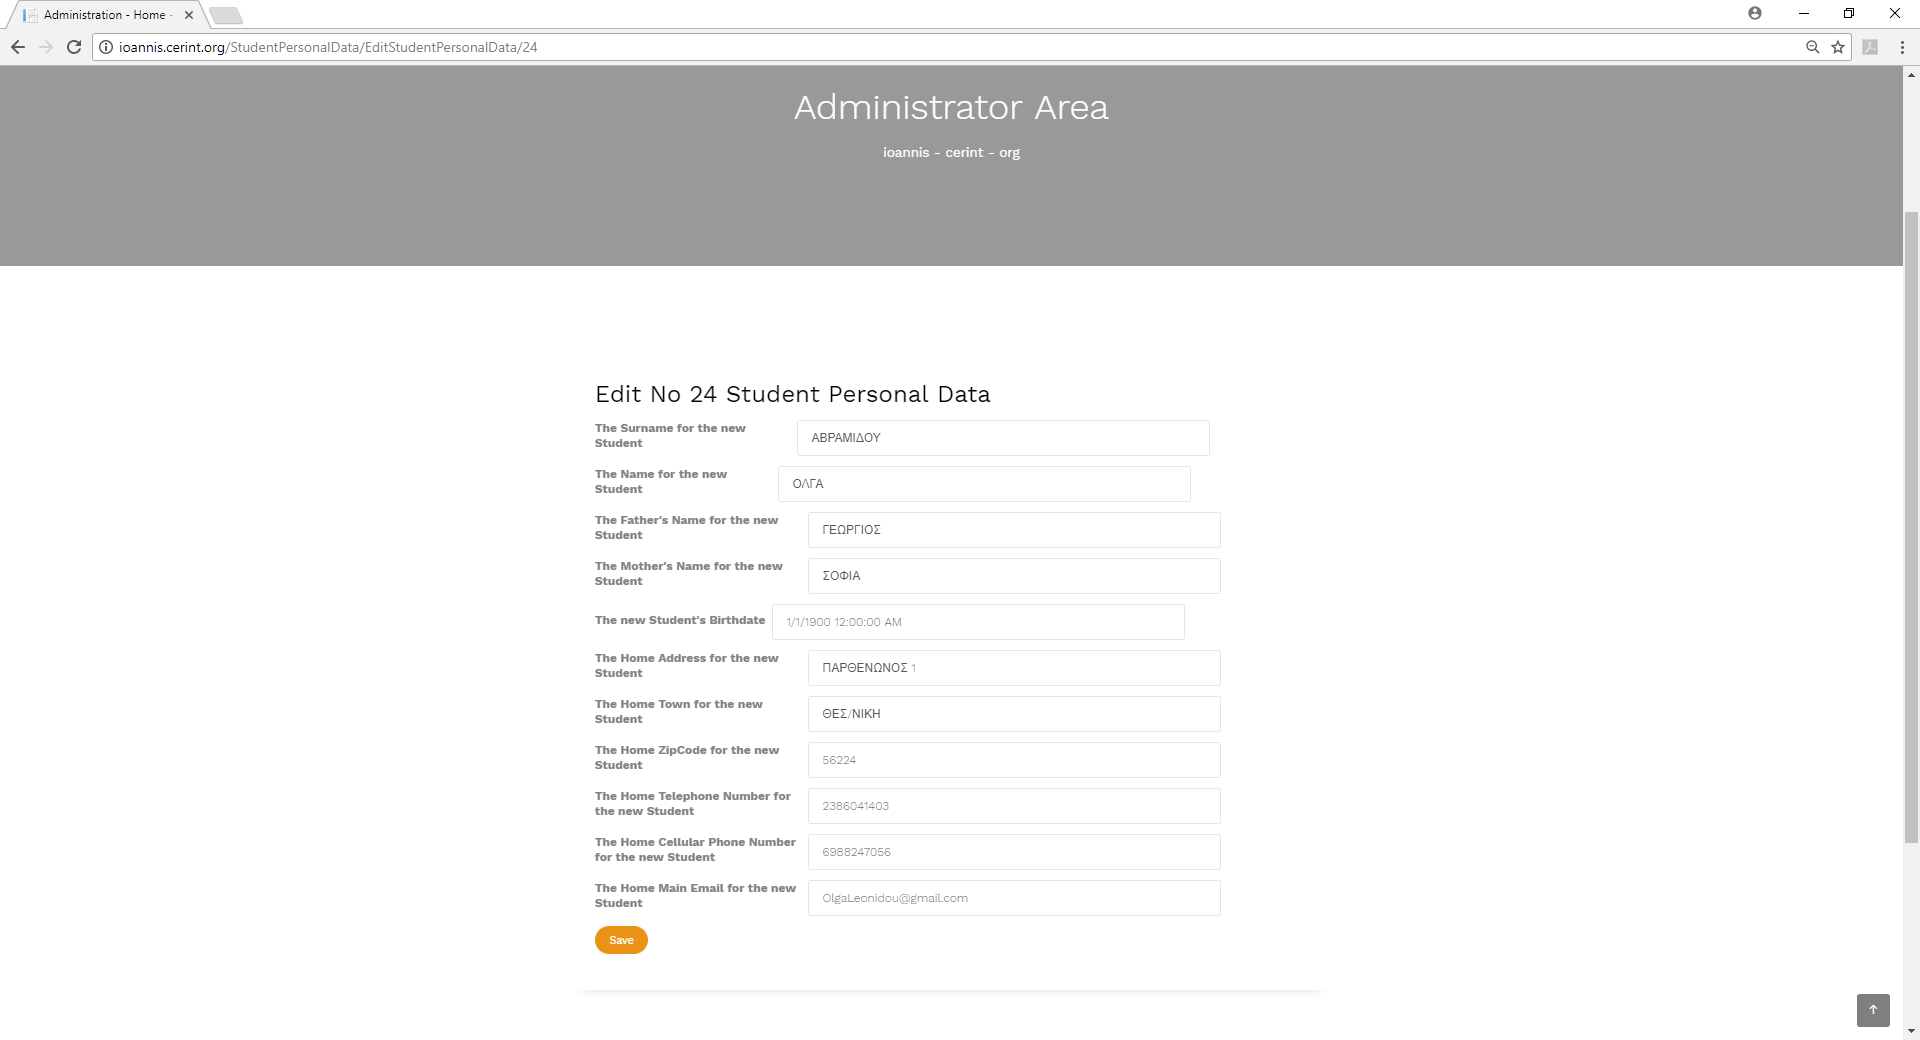 Administration - Home -
ioannis.cerint.org/StudentPersonalData/EditStudentPersonalData/24
Administrator Area
ioannis - cerint - org
Edit No 24 Student Personal Data
The Surname for the new
Student
ΑΒΡΑΜΙΔΟΥ
The Name for the new
Student
ΟΛΓΑ
The Father's Name for the new
Student
ΓΕΩΡΓΙΟΣ
The Mother's Name for the new
Student
ΣΟΦΙΑ
The new Student's Birthdate
1/1/1900 12:00:00 AM
The Home Address for the new
Student
ΠΑΡΘΕΝΩΝΟΣ 1
The Home Town for the new
Student
ΘΕΣ/ΝΙΚΗ
The Home ZipCode for the new
Student
56224
The Home Telephone Number for
the new Student
2386041403
The Home Cellular Phone Number
for the new Student
6988247056
The Home Main Email for the new
Student
OlgaLeonidou@gmail.com
Save